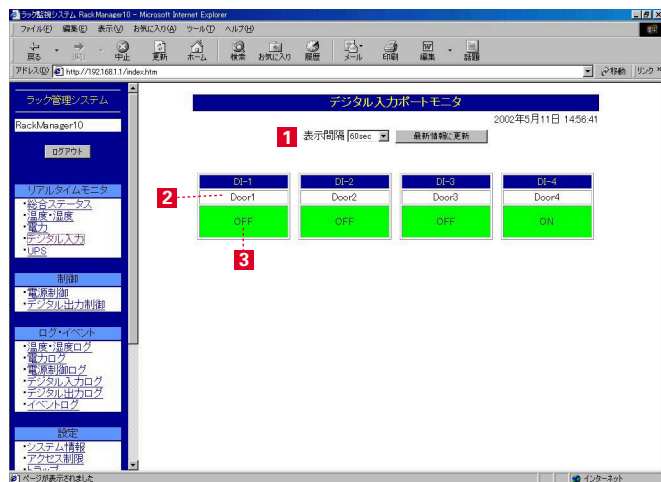 ラック監視システム RackManager10 - Microsoft Internet Explorer
ファイル(F) 編集(E) 表示(V) お気に入り(A) ツール(T) ヘルプ(H)
戻る 進む 中止 更新 ホーム 検索 お気に入り 履歴 メール 印刷 編集 話題
アドレス(D) http://192.168.1.1/index.htm 移動 リンク »
ラック管理システム
RackManager10
ログアウト
リアルタイムモニタ
・総合ステータス
・温度・湿度
・電力
・デジタル入力
・UPS
制御
・電源制御
・デジタル出力制御
ログ・イベント
・温度・湿度ログ
・電力ログ
・電源制御ログ
・デジタル入力ログ
・デジタル出力ログ
・イベントログ
設定
・システム情報
・アクセス制限
・トラップ
デジタル入力ポートモニタ
2002年5月11日 14:56:41
1 表示間隔 60sec 最新情報に更新
DI-1 DI-2 DI-3 DI-4
2 Door1 Door2 Door3 Door4
OFF OFF OFF ON
3
ページが表示されました インターネット